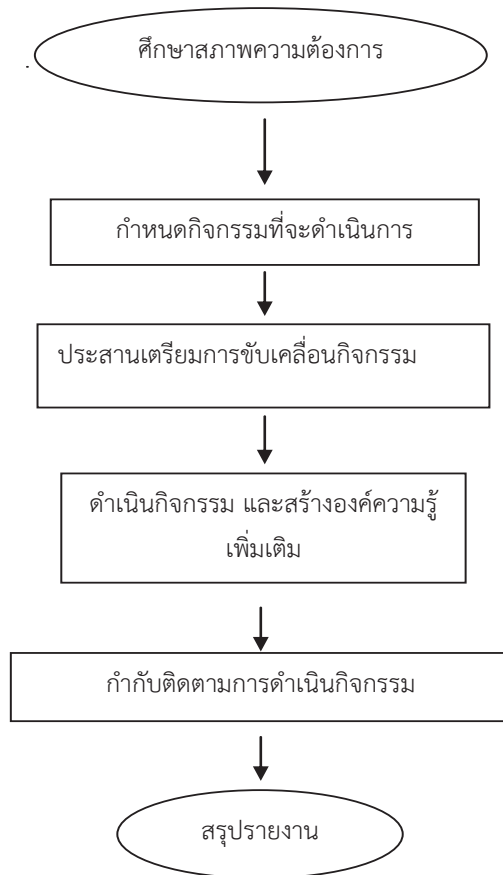 ศึกษาสภาพความต้องการ
กำหนดกิจกรรมที่จะดำเนินการ
ประสานเตรียมการขับเคลื่อนกิจกรรม
ดำเนินกิจกรรม และสร้างองค์ความรู้
เพิ่มเติม
กำกับติดตามการดำเนินกิจกรรม
สรุปรายงาน